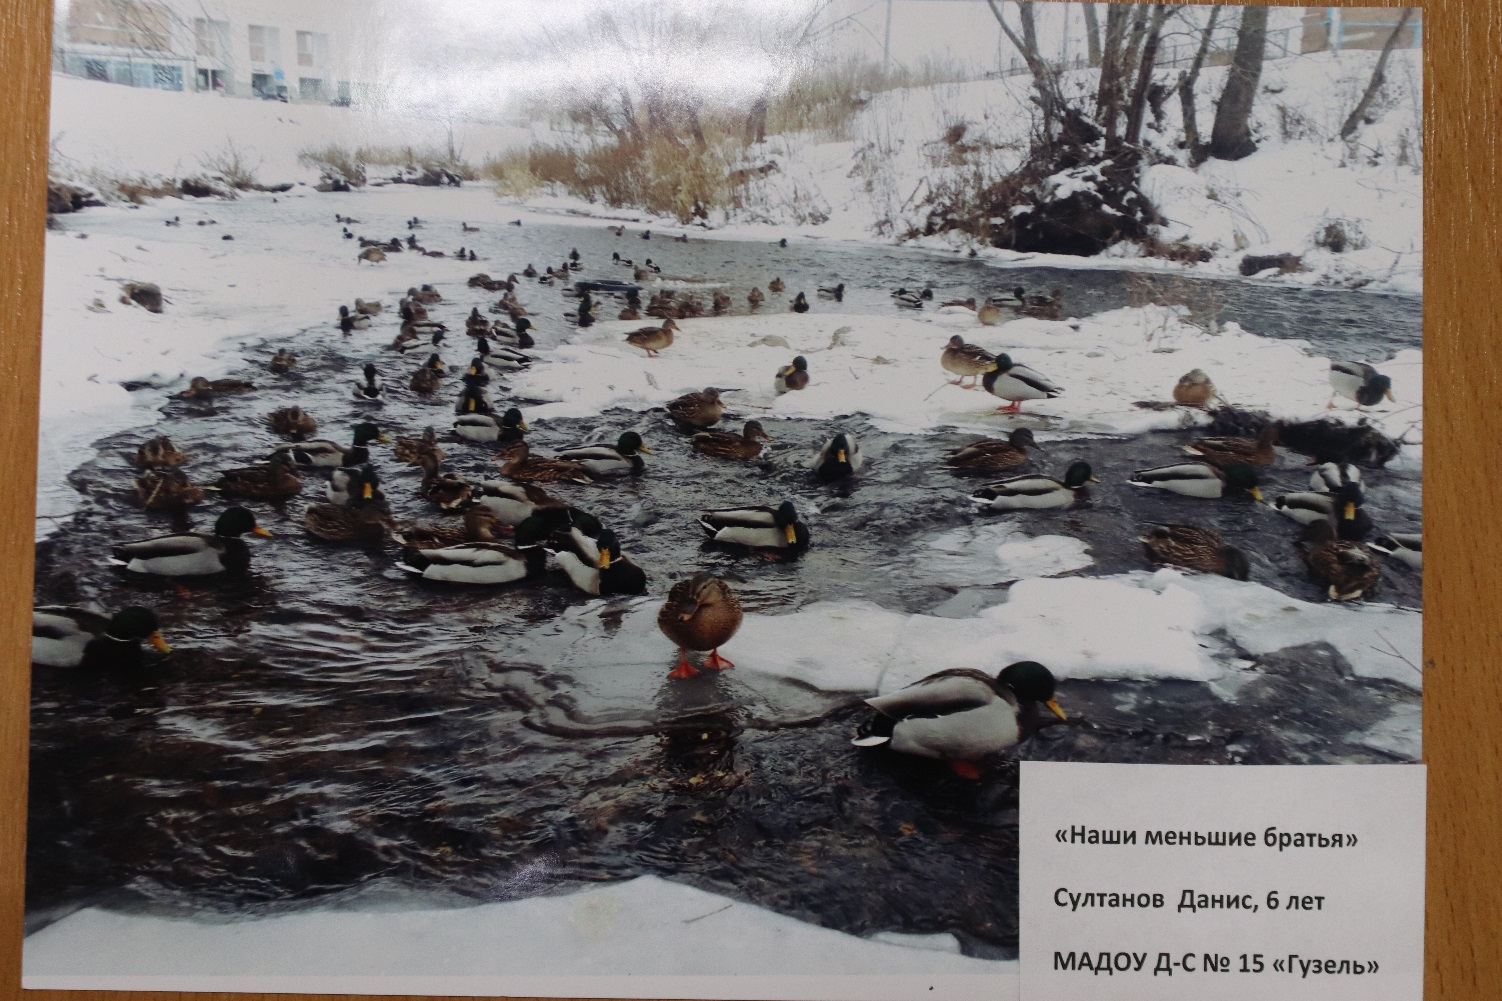 «Наши меньшие братья»
Султанов Данис, 6 лет
МАДОУ Д-С № 15 «Гузель»